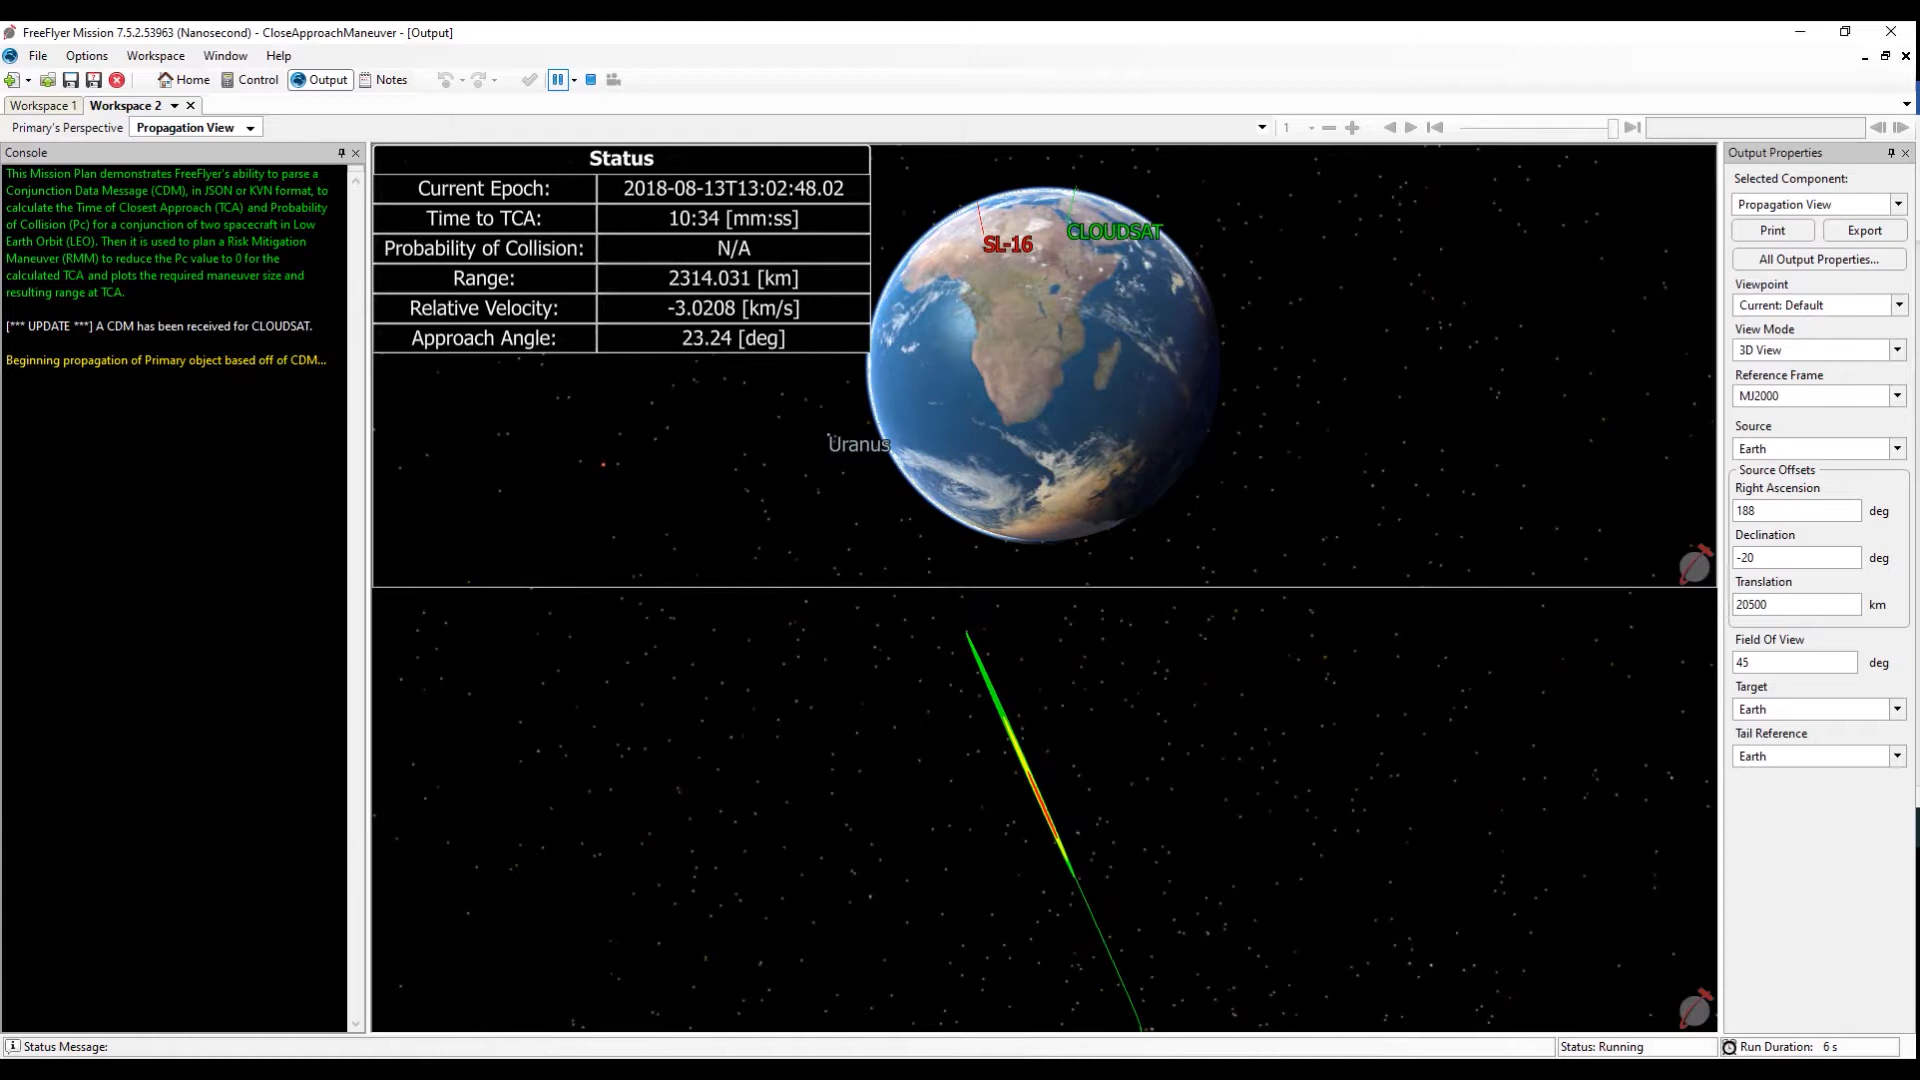 FreeFlyer Mission 7.5.2.53963 (Nanosecond) - CloseApproachManeuver - [Output]
File Options Workspace Window Help
Home Control Output Notes
Workspace 1 Workspace 2
Primary's Perspective Propagation View 1
Console
This Mission Plan demonstrates FreeFlyer's ability to parse a
Conjunction Data Message (CDM), in JSON or KVN format, to
calculate the Time of Closest Approach (TCA) and Probability
of Collision (Pc) for a conjunction of two spacecraft in Low
Earth Orbit (LEO). Then it is used to plan a Risk Mitigation
Maneuver (RMM) to reduce the Pc value to 0 for the
calculated TCA and plots the required maneuver size and
resulting range at TCA.
[*** UPDATE ***] A CDM has been received for CLOUDSAT.
Beginning propagation of Primary object based off of CDM...
Status
Current Epoch: 2018-08-13T13:02:48.02
Time to TCA: 10:34 [mm:ss]
Probability of Collision: N/A
Range: 2314.031 [km]
Relative Velocity: -3.0208 [km/s]
Approach Angle: 23.24 [deg]
SL-16
CLOUDSAT
Uranus
Output Properties
Selected Component:
Propagation View
Print Export
All Output Properties...
Viewpoint
Current: Default
View Mode
3D View
Reference Frame
MJ2000
Source
Earth
Source Offsets
Right Ascension
188 deg
Declination
-20 deg
Translation
20500 km
Field Of View
45 deg
Target
Earth
Tail Reference
Earth
Status Message: Status: Running Run Duration: 6 s